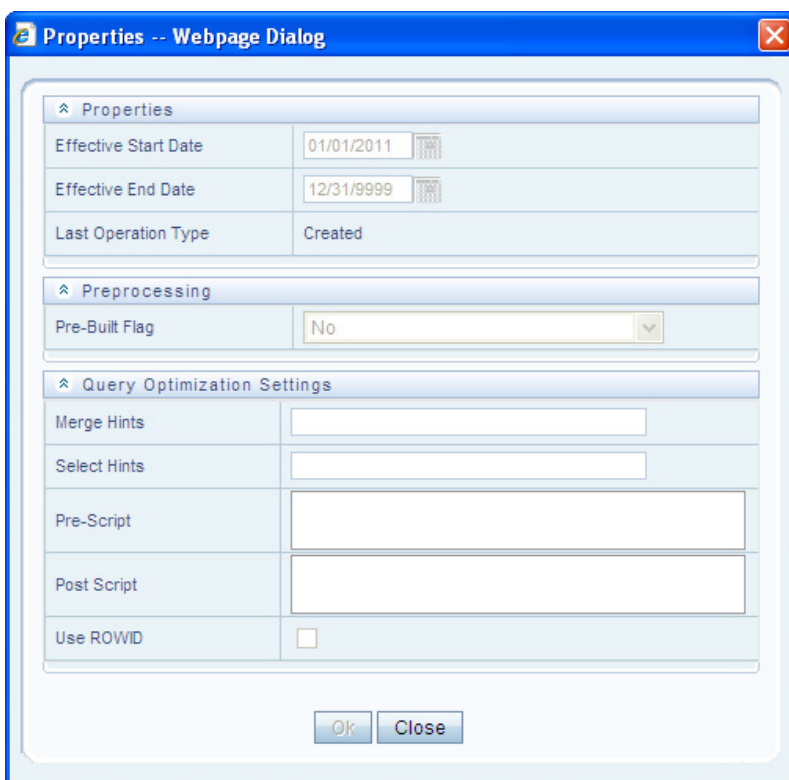 Properties -- Webpage Dialog
Properties
Effective Start Date 01/01/2011
Effective End Date 12/31/9999
Last Operation Type Created
Preprocessing
Pre-Built Flag No
Query Optimization Settings
Merge Hints
Select Hints
Pre-Script
Post Script
Use ROWID
Ok Close